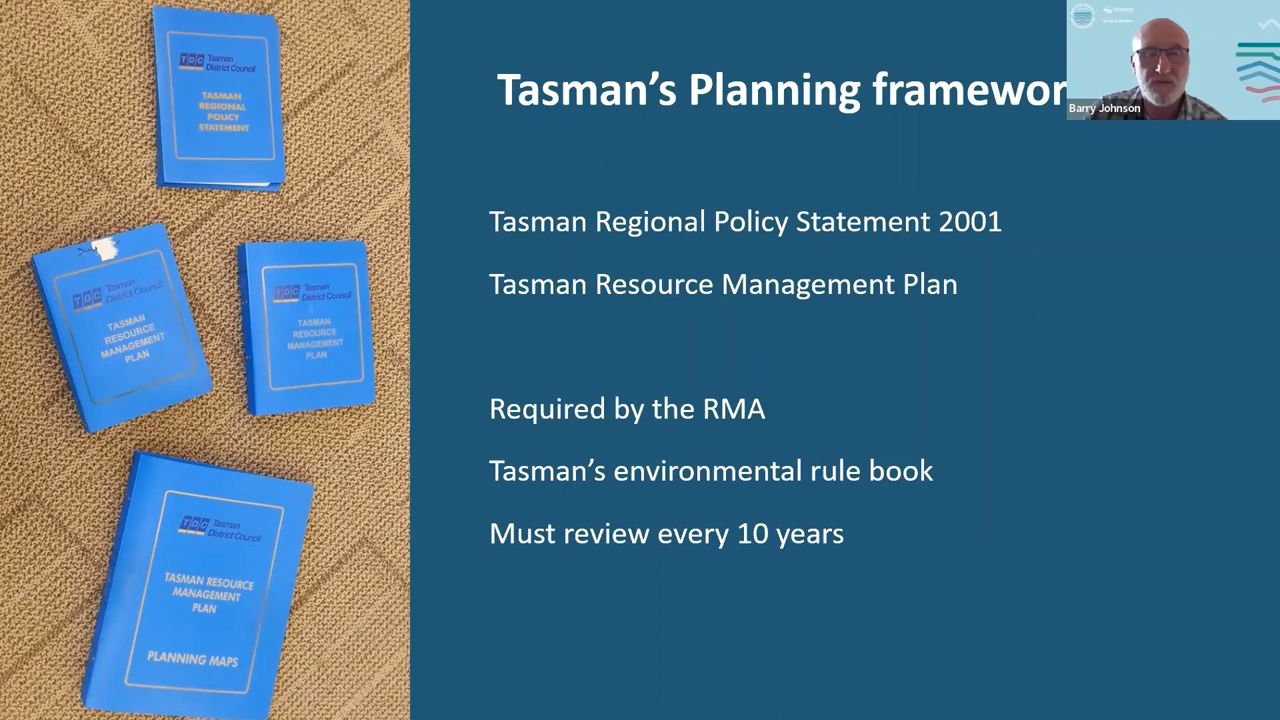 TDC Tasman
District Council
TASMAN
REGIONAL
POLICY
STATEMENT
TDC Tasman
District Council
TASMAN
RESOURCE
MANAGEMENT
PLAN
TDC Tasman
District Council
TASMAN
RESOURCE
MANAGEMENT
PLAN
TDC Tasman
District Council
TASMAN RESOURCE
MANAGEMENT
PLAN
PLANNING MAPS
Tasman's Planning framewor
Barry Johnson
Tasman Regional Policy Statement 2001
Tasman Resource Management Plan
Required by the RMA
Tasman's environmental rule book
Must review every 10 years